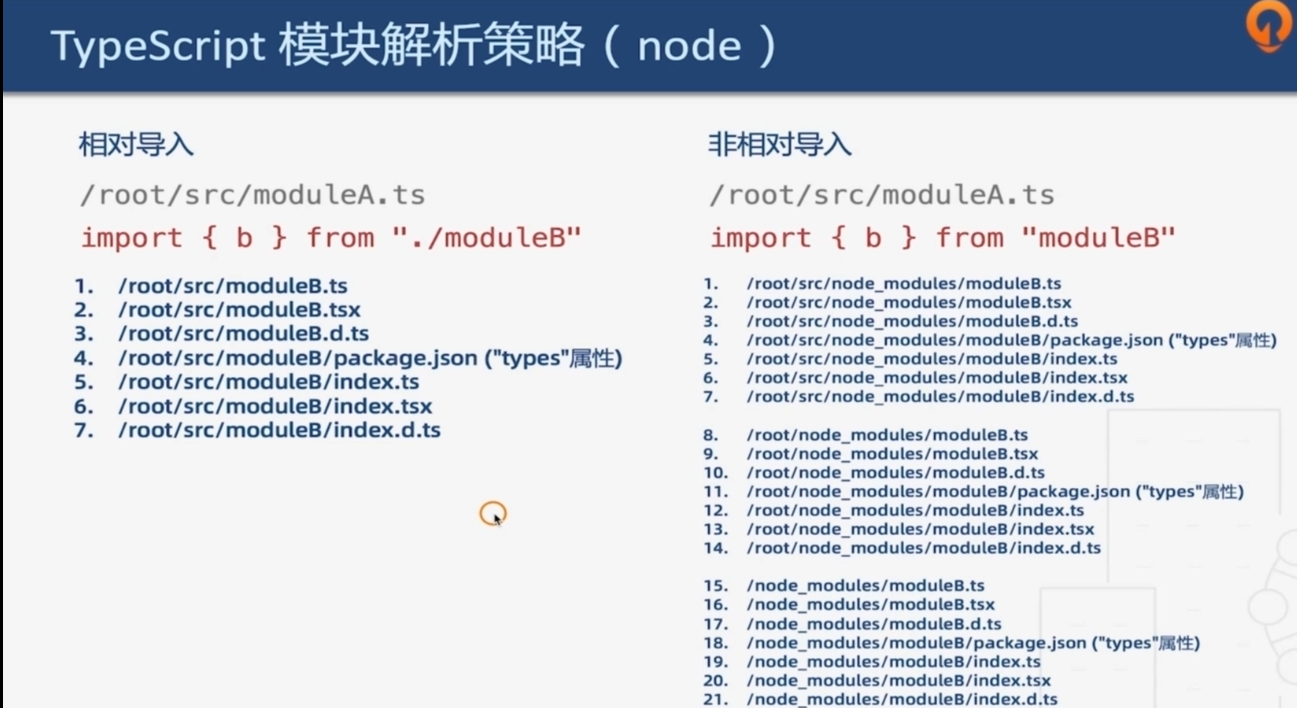 TypeScript 模块解析策略（node）
相对导入
/root/src/moduleA.ts
import { b } from "./moduleB"
1. /root/src/moduleB.ts
2. /root/src/moduleB.tsx
3. /root/src/moduleB.d.ts
4. /root/src/moduleB/package.json ("types"属性)
5. /root/src/moduleB/index.ts
6. /root/src/moduleB/index.tsx
7. /root/src/moduleB/index.d.ts
非相对导入
/root/src/moduleA.ts
import { b } from "moduleB"
1. /root/src/node_modules/moduleB.ts
2. /root/src/node_modules/moduleB.tsx
3. /root/src/node_modules/moduleB.d.ts
4. /root/src/node_modules/moduleB/package.json ("types"属性)
5. /root/src/node_modules/moduleB/index.ts
6. /root/src/node_modules/moduleB/index.tsx
7. /root/src/node_modules/moduleB/index.d.ts
8. /root/node_modules/moduleB.ts
9. /root/node_modules/moduleB.tsx
10. /root/node_modules/moduleB.d.ts
11. /root/node_modules/moduleB/package.json ("types"属性)
12. /root/node_modules/moduleB/index.ts
13. /root/node_modules/moduleB/index.tsx
14. /root/node_modules/moduleB/index.d.ts
15. /node_modules/moduleB.ts
16. /node_modules/moduleB.tsx
17. /node_modules/moduleB.d.ts
18. /node_modules/moduleB/package.json ("types"属性)
19. /node_modules/moduleB/index.ts
20. /node_modules/moduleB/index.tsx
21. /node_modules/moduleB/index.d.ts